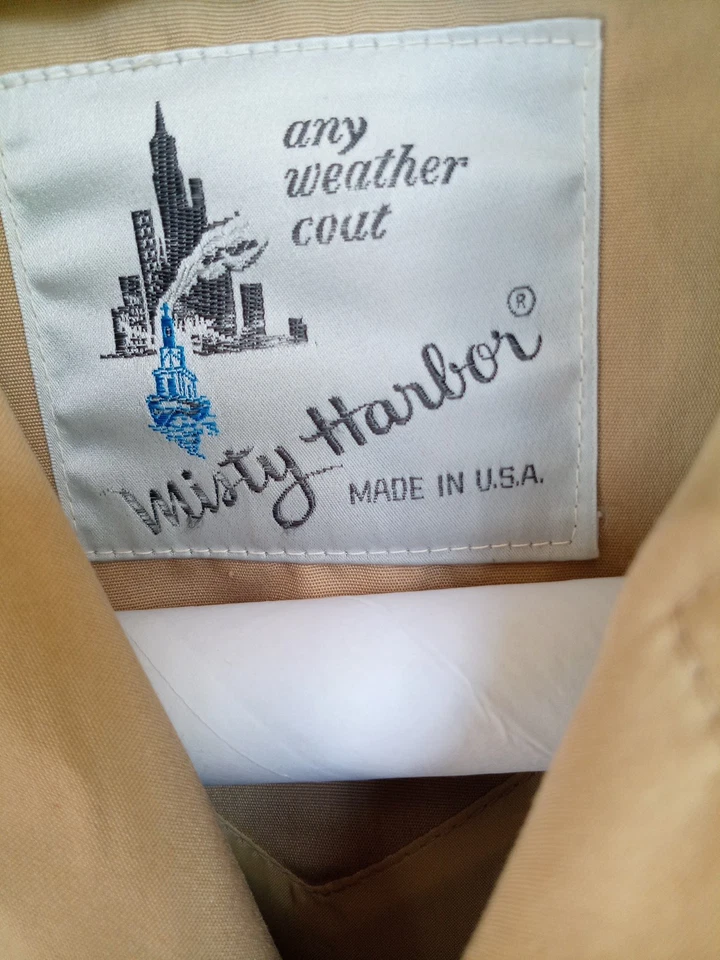 any
weather
coat
Misty Harbor®
MADE IN U.S.A.